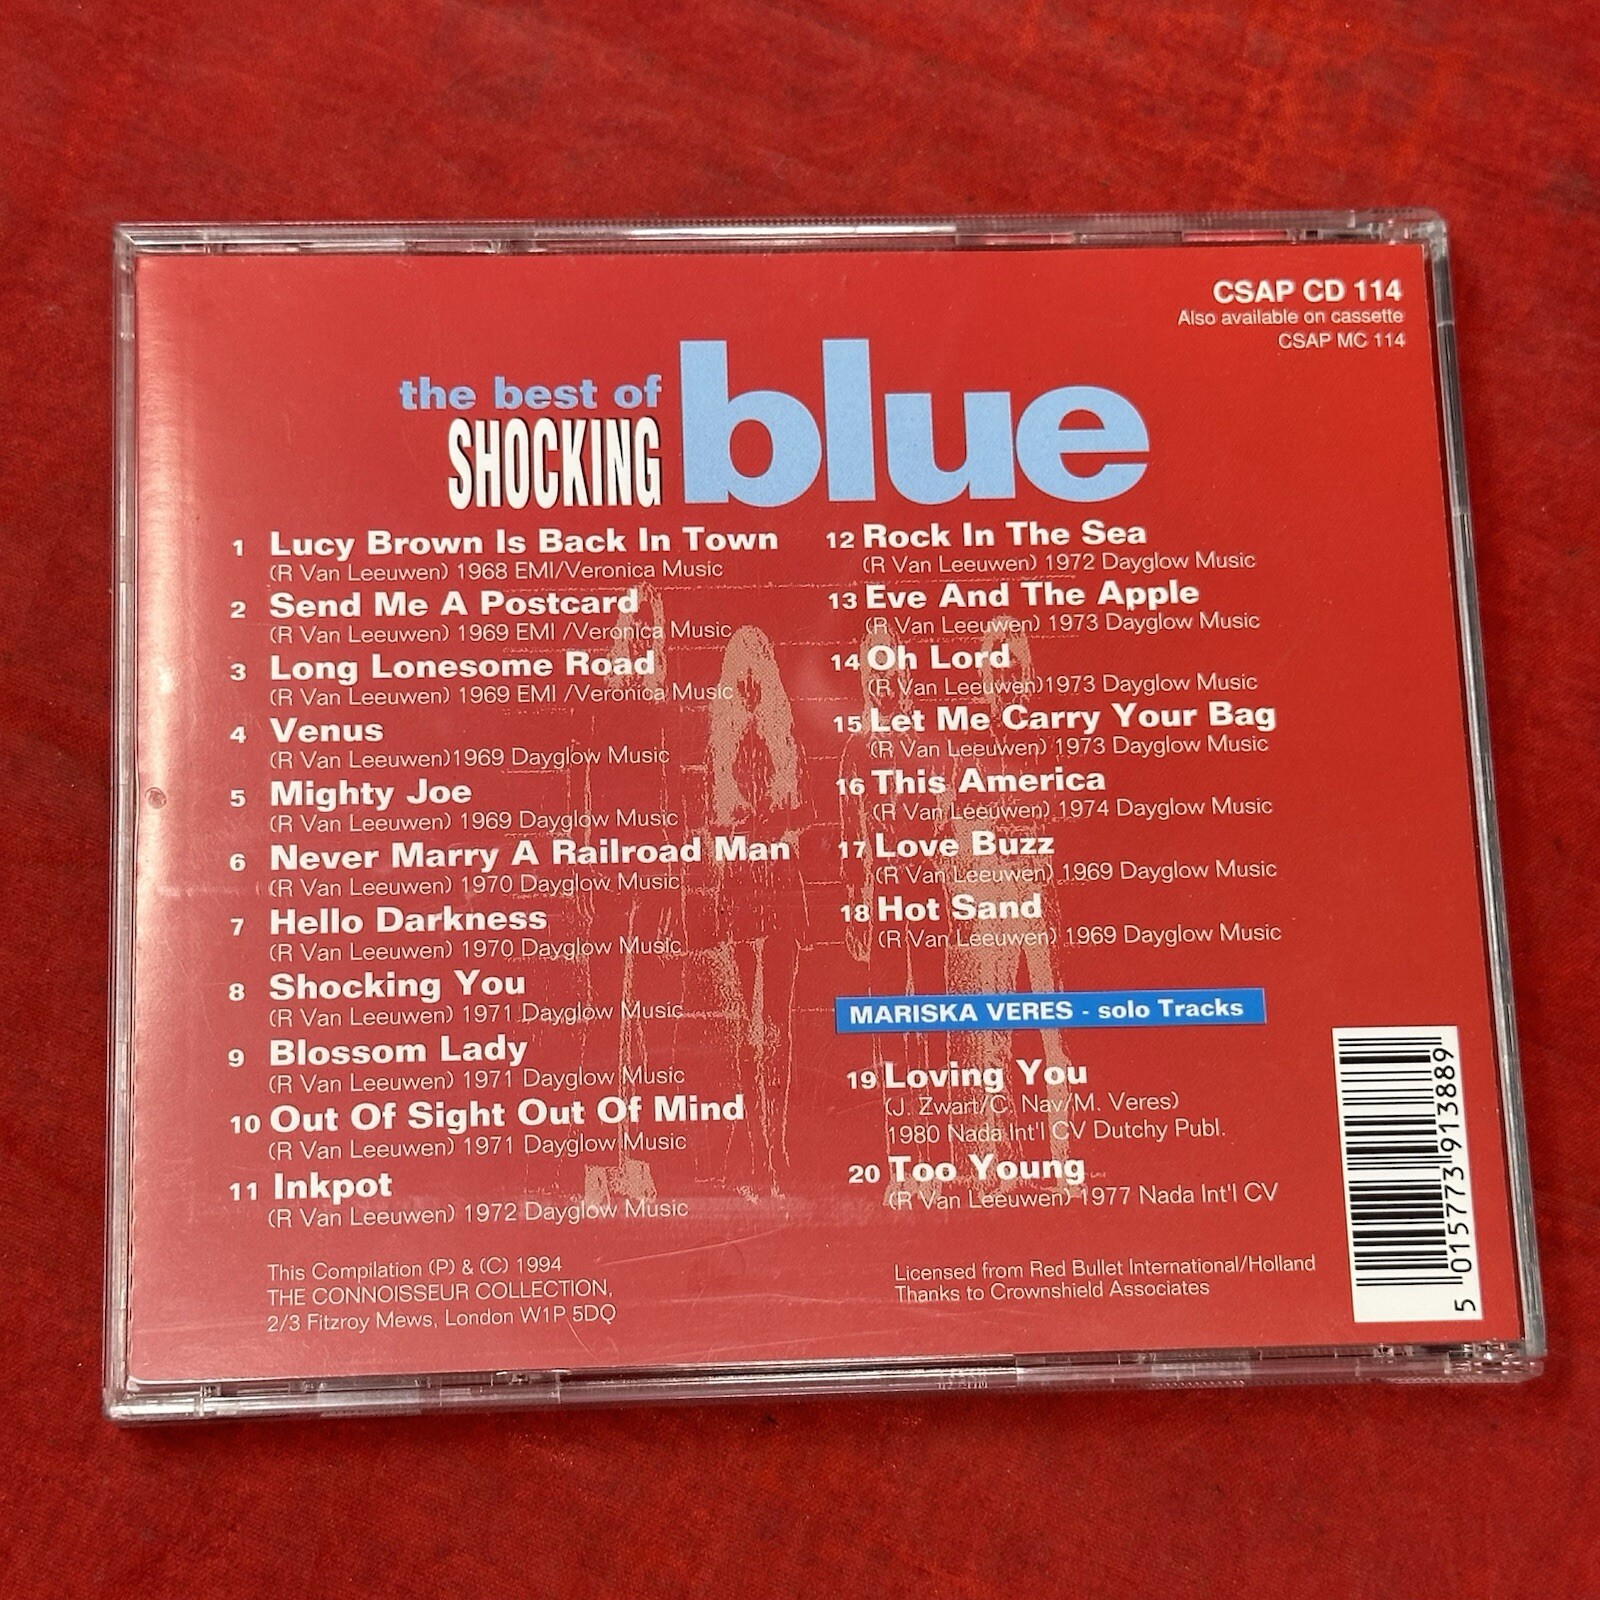 CSAP CD 114
Also available on cassette
CSAP MC 114
the best of
SHOCKING blue
1 Lucy Brown Is Back In Town
(R Van Leeuwen) 1968 EMI/Veronica Music
2 Send Me A Postcard
(R Van Leeuwen) 1969 EMI /Veronica Music
3 Long Lonesome Road
(R Van Leeuwen) 1969 EMI /Veronica Music
4 Venus
(R Van Leeuwen)1969 Dayglow Music
5 Mighty Joe
(R Van Leeuwen) 1969 Dayglow Music
6 Never Marry A Railroad Man
(R Van Leeuwen) 1970 Dayglow Music
7 Hello Darkness
(R Van Leeuwen) 1970 Dayglow Music
8 Shocking You
(R Van Leeuwen) 1971 Dayglow Music
9 Blossom Lady
(R Van Leeuwen) 1971 Dayglow Music
10 Out Of Sight Out Of Mind
(R Van Leeuwen) 1971 Dayglow Music
11 Inkpot
(R Van Leeuwen) 1972 Dayglow Music
12 Rock In The Sea
(R Van Leeuwen) 1972 Dayglow Music
13 Eve And The Apple
(R Van Leeuwen) 1973 Dayglow Music
14 Oh Lord
(R Van Leeuwen)1973 Dayglow Music
15 Let Me Carry Your Bag
(R Van Leeuwen) 1973 Dayglow Music
16 This America
(R Van Leeuwen) 1974 Dayglow Music
17 Love Buzz
(R Van Leeuwen) 1969 Dayglow Music
18 Hot Sand
(R Van Leeuwen) 1969 Dayglow Music
MARISKA VERES - solo Tracks
19 Loving You
(J. Zwart/C. Nav/M. Veres)
1980 Nada Int'l CV Dutchy Publ.
20 Too Young
(R Van Leeuwen) 1977 Nada Int'l CV
This Compilation (P) & (C) 1994
THE CONNOISSEUR COLLECTION,
2/3 Fitzroy Mews, London W1P 5DQ
Licensed from Red Bullet International/Holland
Thanks to Crownshield Associates
5 015773 913889